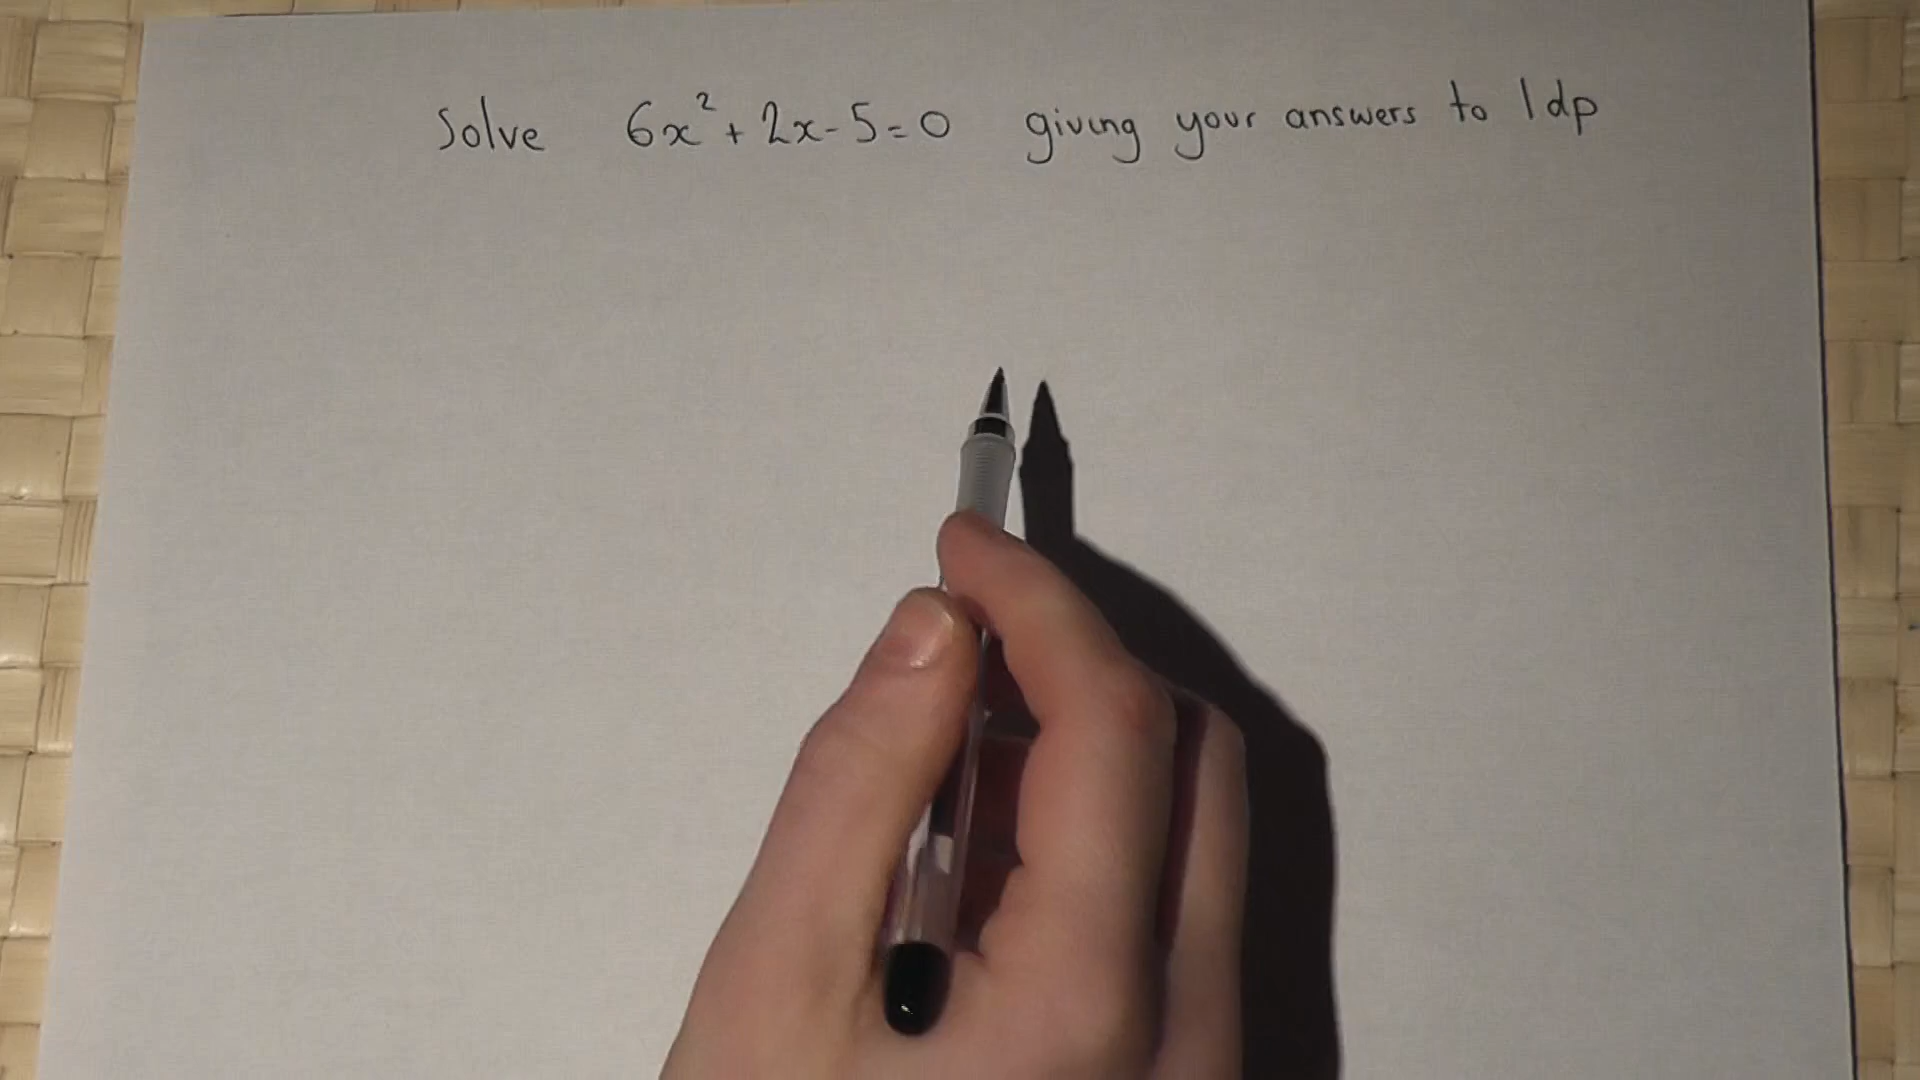 Solve 6x² + 2x - 5 = 0 giving your answers to 1dp